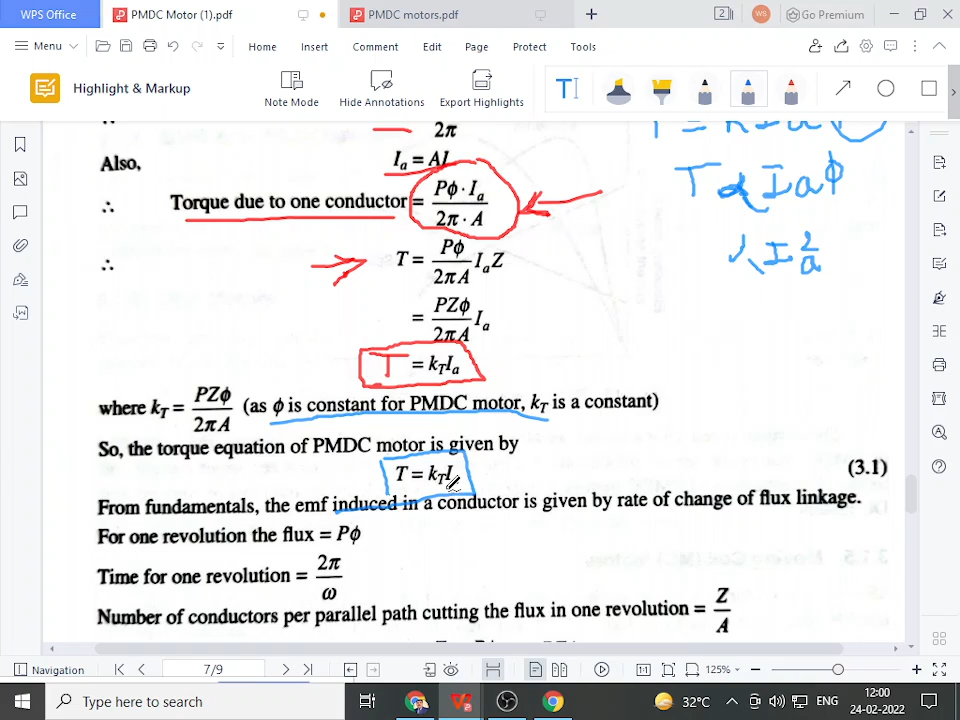 WPS Office
PMDC Motor (1).pdf
PMDC motors.pdf
2
WS
Go Premium
Menu
Home
Insert
Comment
Edit
Page
Protect
Tools
Highlight & Markup
Note Mode
Hide Annotations
Export Highlights
2π
T = k Ia ϕ
Also,
Ia = AI
T ∝ Ia ϕ
∴ Torque due to one conductor = Pϕ · Ia / 2π · A
∝ I²a
∴ T = Pϕ / 2πA IaZ
= PZϕ / 2πA Ia
T = kTIa
where kT = PZϕ / 2πA (as ϕ is constant for PMDC motor, kT is a constant)
So, the torque equation of PMDC motor is given by
T = kTI
(3.1)
From fundamentals, the emf induced in a conductor is given by rate of change of flux linkage.
For one revolution the flux = Pϕ
Time for one revolution = 2π / ω
Number of conductors per parallel path cutting the flux in one revolution = Z / A
Navigation
7/9
125%
Type here to search
32°C
ENG
12:00
24-02-2022